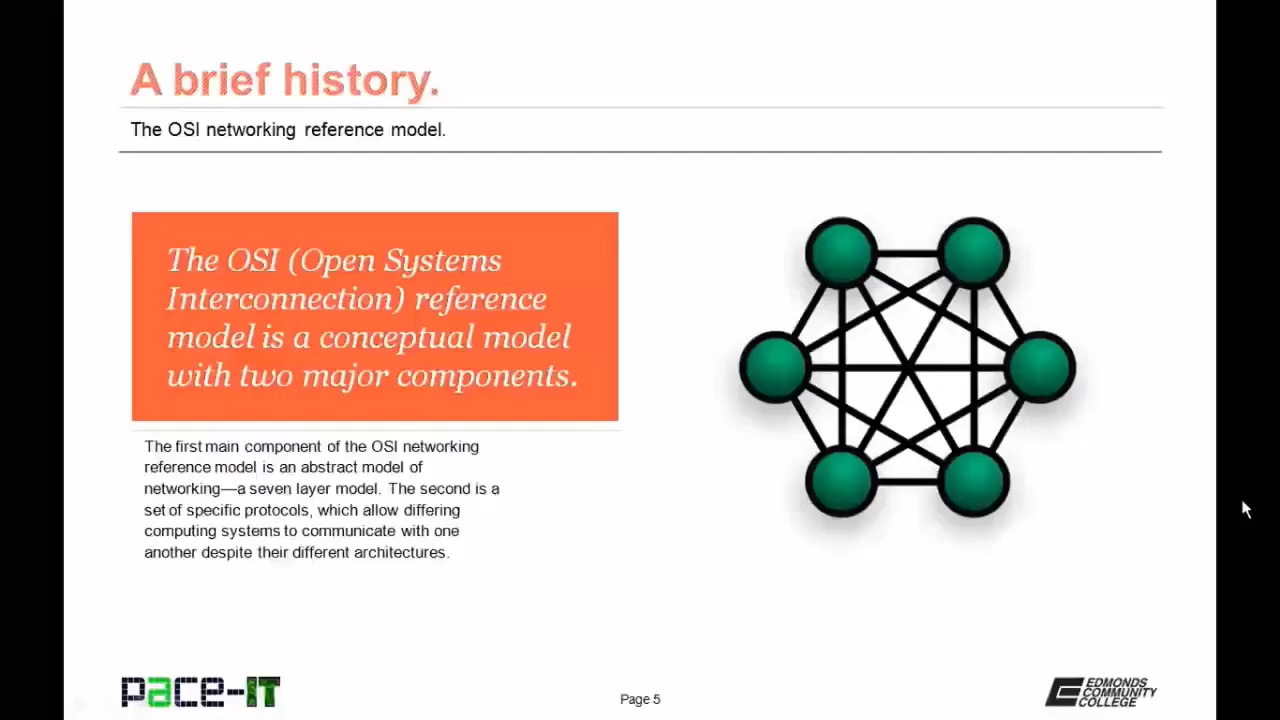 A brief history.
The OSI networking reference model.
The OSI (Open Systems
Interconnection) reference
model is a conceptual model
with two major components.
The first main component of the OSI networking
reference model is an abstract model of
networking—a seven layer model. The second is a
set of specific protocols, which allow differing
computing systems to communicate with one
another despite their different architectures.
pace-IT
Page 5
EDMONDS
COMMUNITY
COLLEGE